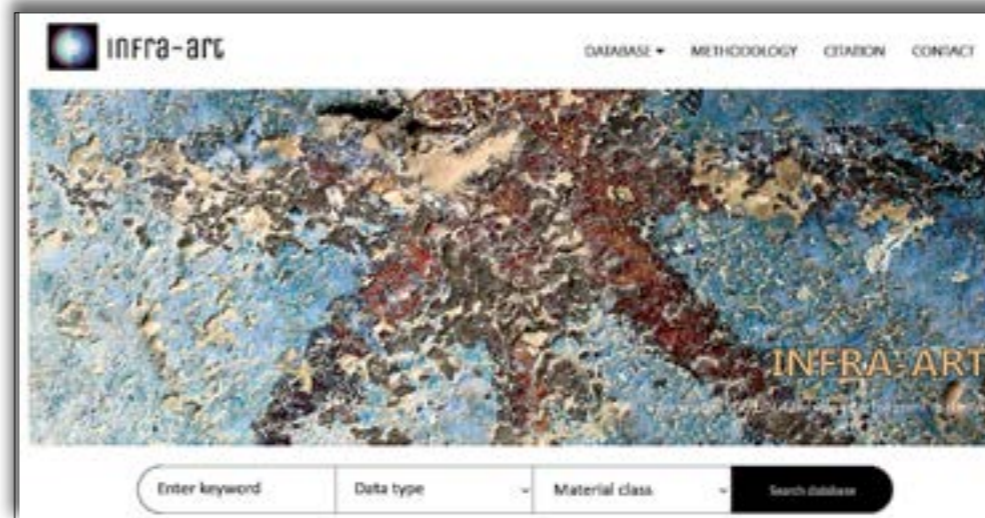 infra-art
DATABASE METHODOLOGY CITATION CONTACT
INFRA-ART
Enter keyword Data type Material class Search database